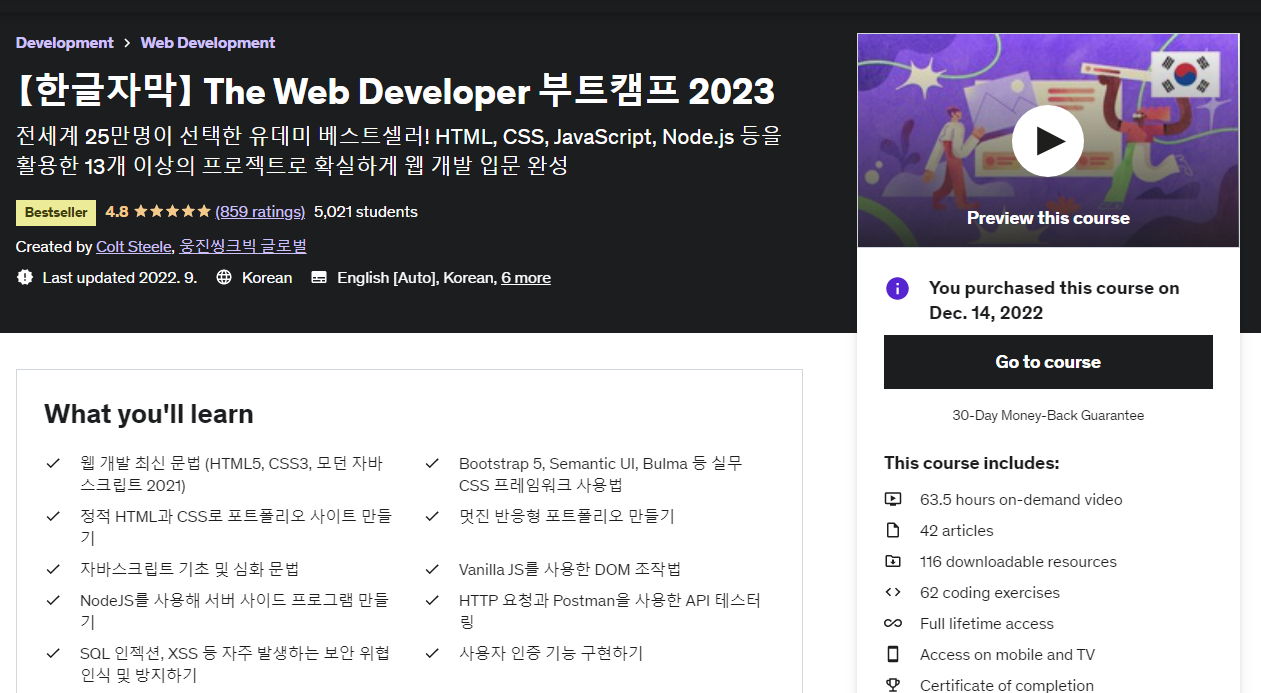 Development > Web Development
【한글자막】 The Web Developer 부트캠프 2023
전세계 25만명이 선택한 유데미 베스트셀러! HTML, CSS, JavaScript, Node.js 등을
활용한 13개 이상의 프로젝트로 확실하게 웹 개발 입문 완성
Bestseller 4.8 (859 ratings) 5,021 students
Created by Colt Steele, 웅진씽크빅 글로벌
Last updated 2022. 9. Korean English [Auto], Korean, 6 more
Preview this course
You purchased this course on
Dec. 14, 2022
Go to course
30-Day Money-Back Guarantee
This course includes:
63.5 hours on-demand video
42 articles
116 downloadable resources
62 coding exercises
Full lifetime access
Access on mobile and TV
Certificate of completion
What you'll learn
웹 개발 최신 문법 (HTML5, CSS3, 모던 자바
스크립트 2021)
정적 HTML과 CSS로 포트폴리오 사이트 만들
기
자바스크립트 기초 및 심화 문법
NodeJS를 사용해 서버 사이드 프로그램 만들
기
SQL 인젝션, XSS 등 자주 발생하는 보안 위협
인식 및 방지하기
Bootstrap 5, Semantic UI, Bulma 등 실무
CSS 프레임워크 사용법
멋진 반응형 포트폴리오 만들기
Vanilla JS를 사용한 DOM 조작법
HTTP 요청과 Postman을 사용한 API 테스터
링
사용자 인증 기능 구현하기